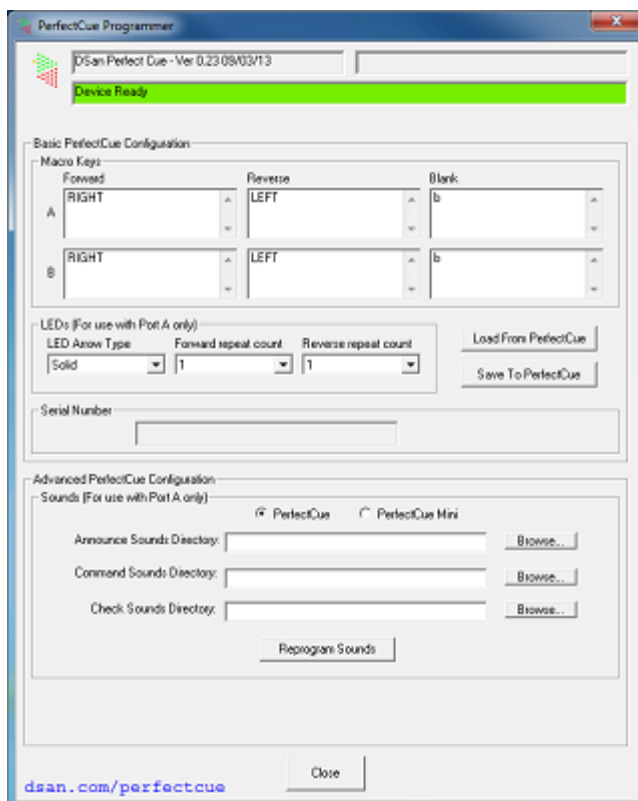 PerfectCue Programmer
DSan Perfect Cue - Ver 0.23 09/03/13
Device Ready
Basic PerfectCue Configuration
Macro Keys
Forward Reverse Blank
A RIGHT LEFT b
B RIGHT LEFT b
LEDs (For use with Port A only)
LED Arrow Type Forward repeat count Reverse repeat count
Solid 1 1
Load From PerfectCue
Save To PerfectCue
Serial Number
Advanced PerfectCue Configuration
Sounds (For use with Port A only)
PerfectCue PerfectCue Mini
Announce Sounds Directory: Browse...
Command Sounds Directory: Browse...
Check Sounds Directory: Browse...
Reprogram Sounds
Close
dsan.com/perfectcue